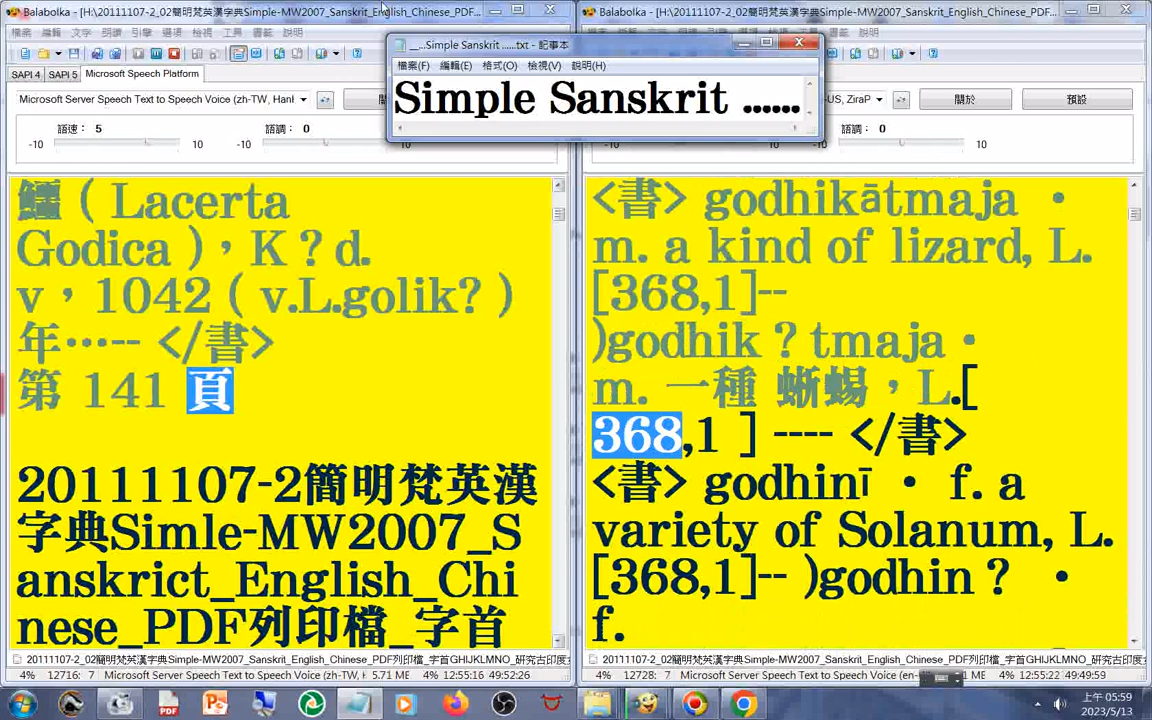 Balabolka - [H:\20111107-2_02簡明梵英漢字典Simple-MW2007_Sanskrit_English_Chinese_PDF...
檔案 編輯 文字 朗讀 引擎 選項 檢視 工具 書籤 說明
SAPI 4 SAPI 5 Microsoft Speech Platform
Microsoft Server Speech Text to Speech Voice (zh-TW, Hanl
語速： 5 語調： 0
-10 10 -10
鱷 ( Lacerta
Godica )，K ? d.
v，1042 ( v.L.golik? )
年…-- </書>
第 141 頁
20111107-2簡明梵英漢
字典Simle-MW2007_S
anskrict_English_Chi
nese_PDF列印檔_字首
20111107-2_02簡明梵英漢字典Simple-MW2007_Sanskrit_English_Chinese_PDF列印檔_字首GHIJKLMNO_研究古印度
4% 12716: 7 Microsoft Server Speech Text to Speech Voice (zh-TW, H 5.71 ME 4% 12:55:16 49:52:26
__...Simple Sanskrit ......txt - 記事本
檔案(F) 編輯(E) 格式(O) 檢視(V) 說明(H)
Simple Sanskrit ......
Balabolka - [H:\20111107-2_02簡明梵英漢字典Simple-MW2007_Sanskrit_English_Chinese_PDF...
工具 書籤 說明
-US, ZiraP 關於 預設
語調： 0
10
<書> godhikātmaja •
m. a kind of lizard, L.
[368,1]--
)godhik ? tmaja •
m. 一種 蜥蜴，L.[
368,1 ] ---- </書>
<書> godhinī • f. a
variety of Solanum, L.
[368,1]-- )godhin ? •
f.
20111107-2_02簡明梵英漢字典Simple-MW2007_Sanskrit_English_Chinese_PDF列印檔_字首GHIJKLMNO_研究古印度
4% 12728: 7 Microsoft Server Speech Text to Speech Voice 4% 12:55:22 49:49:59
上午 05:59
2023/5/13